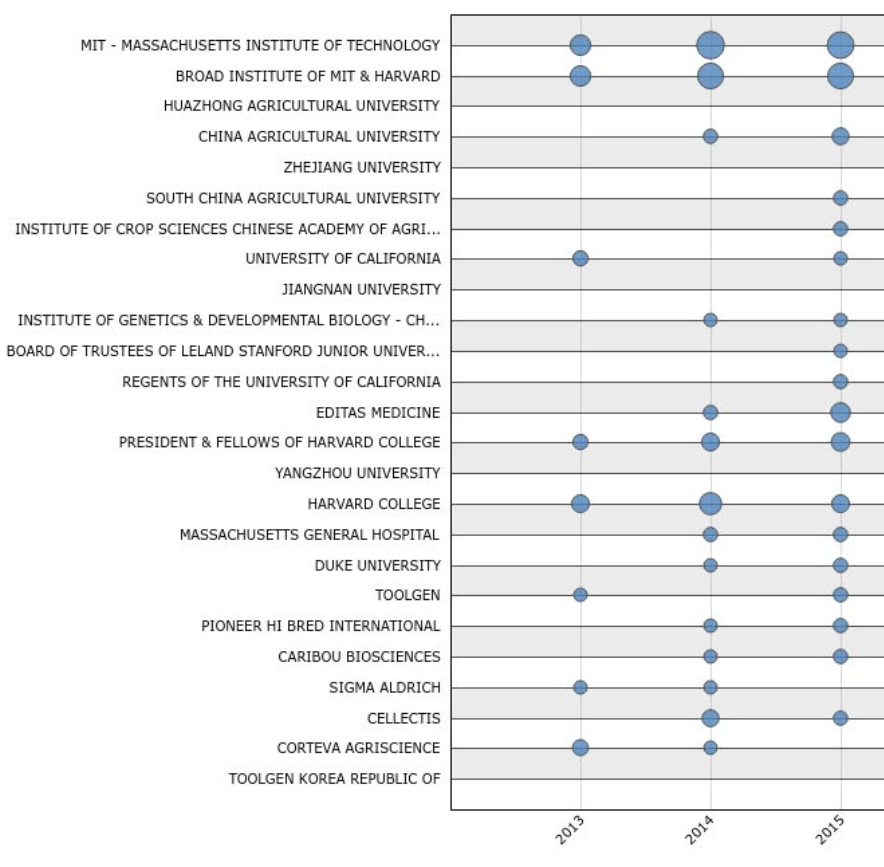 MIT - MASSACHUSETTS INSTITUTE OF TECHNOLOGY
BROAD INSTITUTE OF MIT & HARVARD
HUAZHONG AGRICULTURAL UNIVERSITY
CHINA AGRICULTURAL UNIVERSITY
ZHEJIANG UNIVERSITY
SOUTH CHINA AGRICULTURAL UNIVERSITY
INSTITUTE OF CROP SCIENCES CHINESE ACADEMY OF AGRI...
UNIVERSITY OF CALIFORNIA
JIANGNAN UNIVERSITY
INSTITUTE OF GENETICS & DEVELOPMENTAL BIOLOGY - CH...
BOARD OF TRUSTEES OF LELAND STANFORD JUNIOR UNIVER...
REGENTS OF THE UNIVERSITY OF CALIFORNIA
EDITAS MEDICINE
PRESIDENT & FELLOWS OF HARVARD COLLEGE
YANGZHOU UNIVERSITY
HARVARD COLLEGE
MASSACHUSETTS GENERAL HOSPITAL
DUKE UNIVERSITY
TOOLGEN
PIONEER HI BRED INTERNATIONAL
CARIBOU BIOSCIENCES
SIGMA ALDRICH
CELLECTIS
CORTEVA AGRISCIENCE
TOOLGEN KOREA REPUBLIC OF
2013
2014
2015